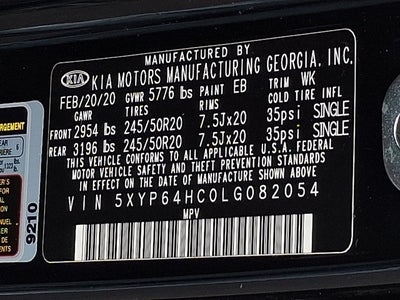 MANUFACTURED BY
KIA KIA MOTORS MANUFACTURING GEORGIA, INC.
FEB/20/20 GVWR 5776 lbs PAINT EB TRIM WK
GAWR TIRES RIMS COLD TIRE INFL
FRONT 2954 lbs 245/50R20 7.5Jx20 35psi SINGLE
REAR 3196 lbs 245/50R20 7.5Jx20 35psi SINGLE
THIS VEHICLE CONFORMS TO ALL APPLICABLE U.S.A. FEDERAL
MOTOR VEHICLE SAFETY, BUMPER, AND THEFT PREVENTION STANDARDS
IN EFFECT ON THE DATE OF MANUFACTURE SHOWN ABOVE.
VIN 5XYP64HC0LG082054
MPV
9210